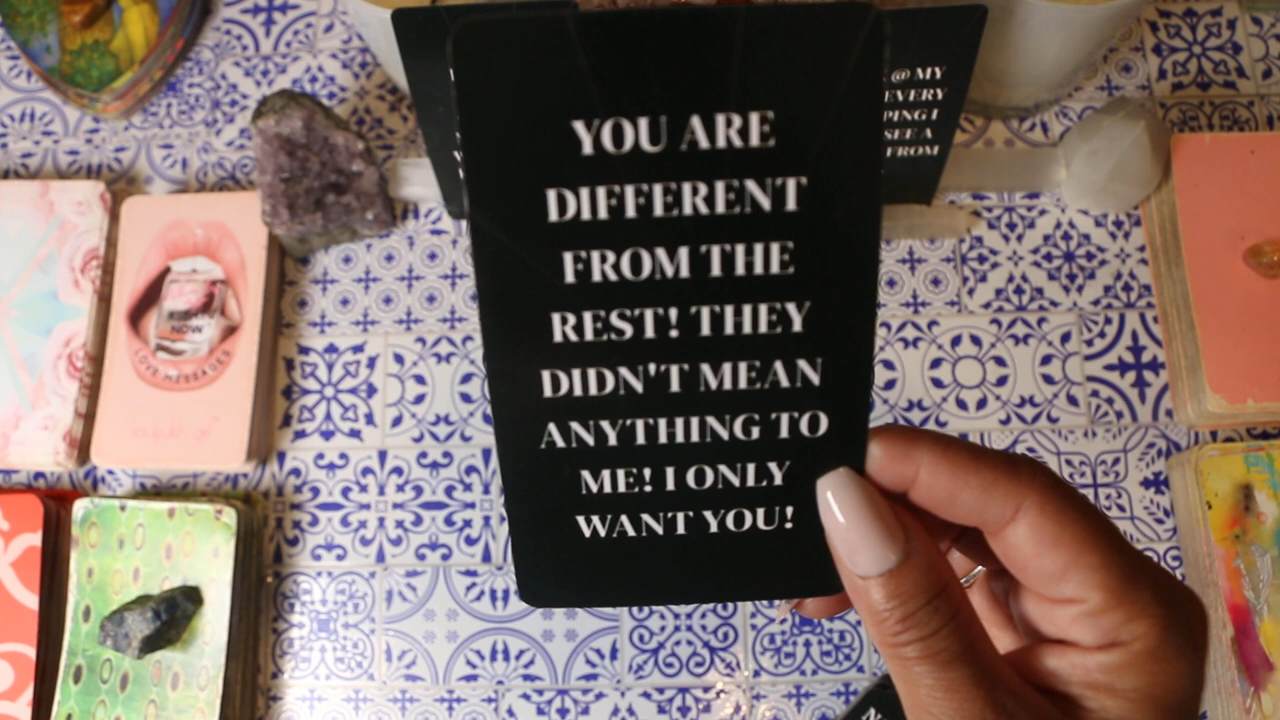 YOU ARE
DIFFERENT
FROM THE
REST! THEY
DIDN'T MEAN
ANYTHING TO
ME! I ONLY
WANT YOU!
@ MY
EVERY
PING I
SEE A
FROM
NOW
LOVE MESSAGES